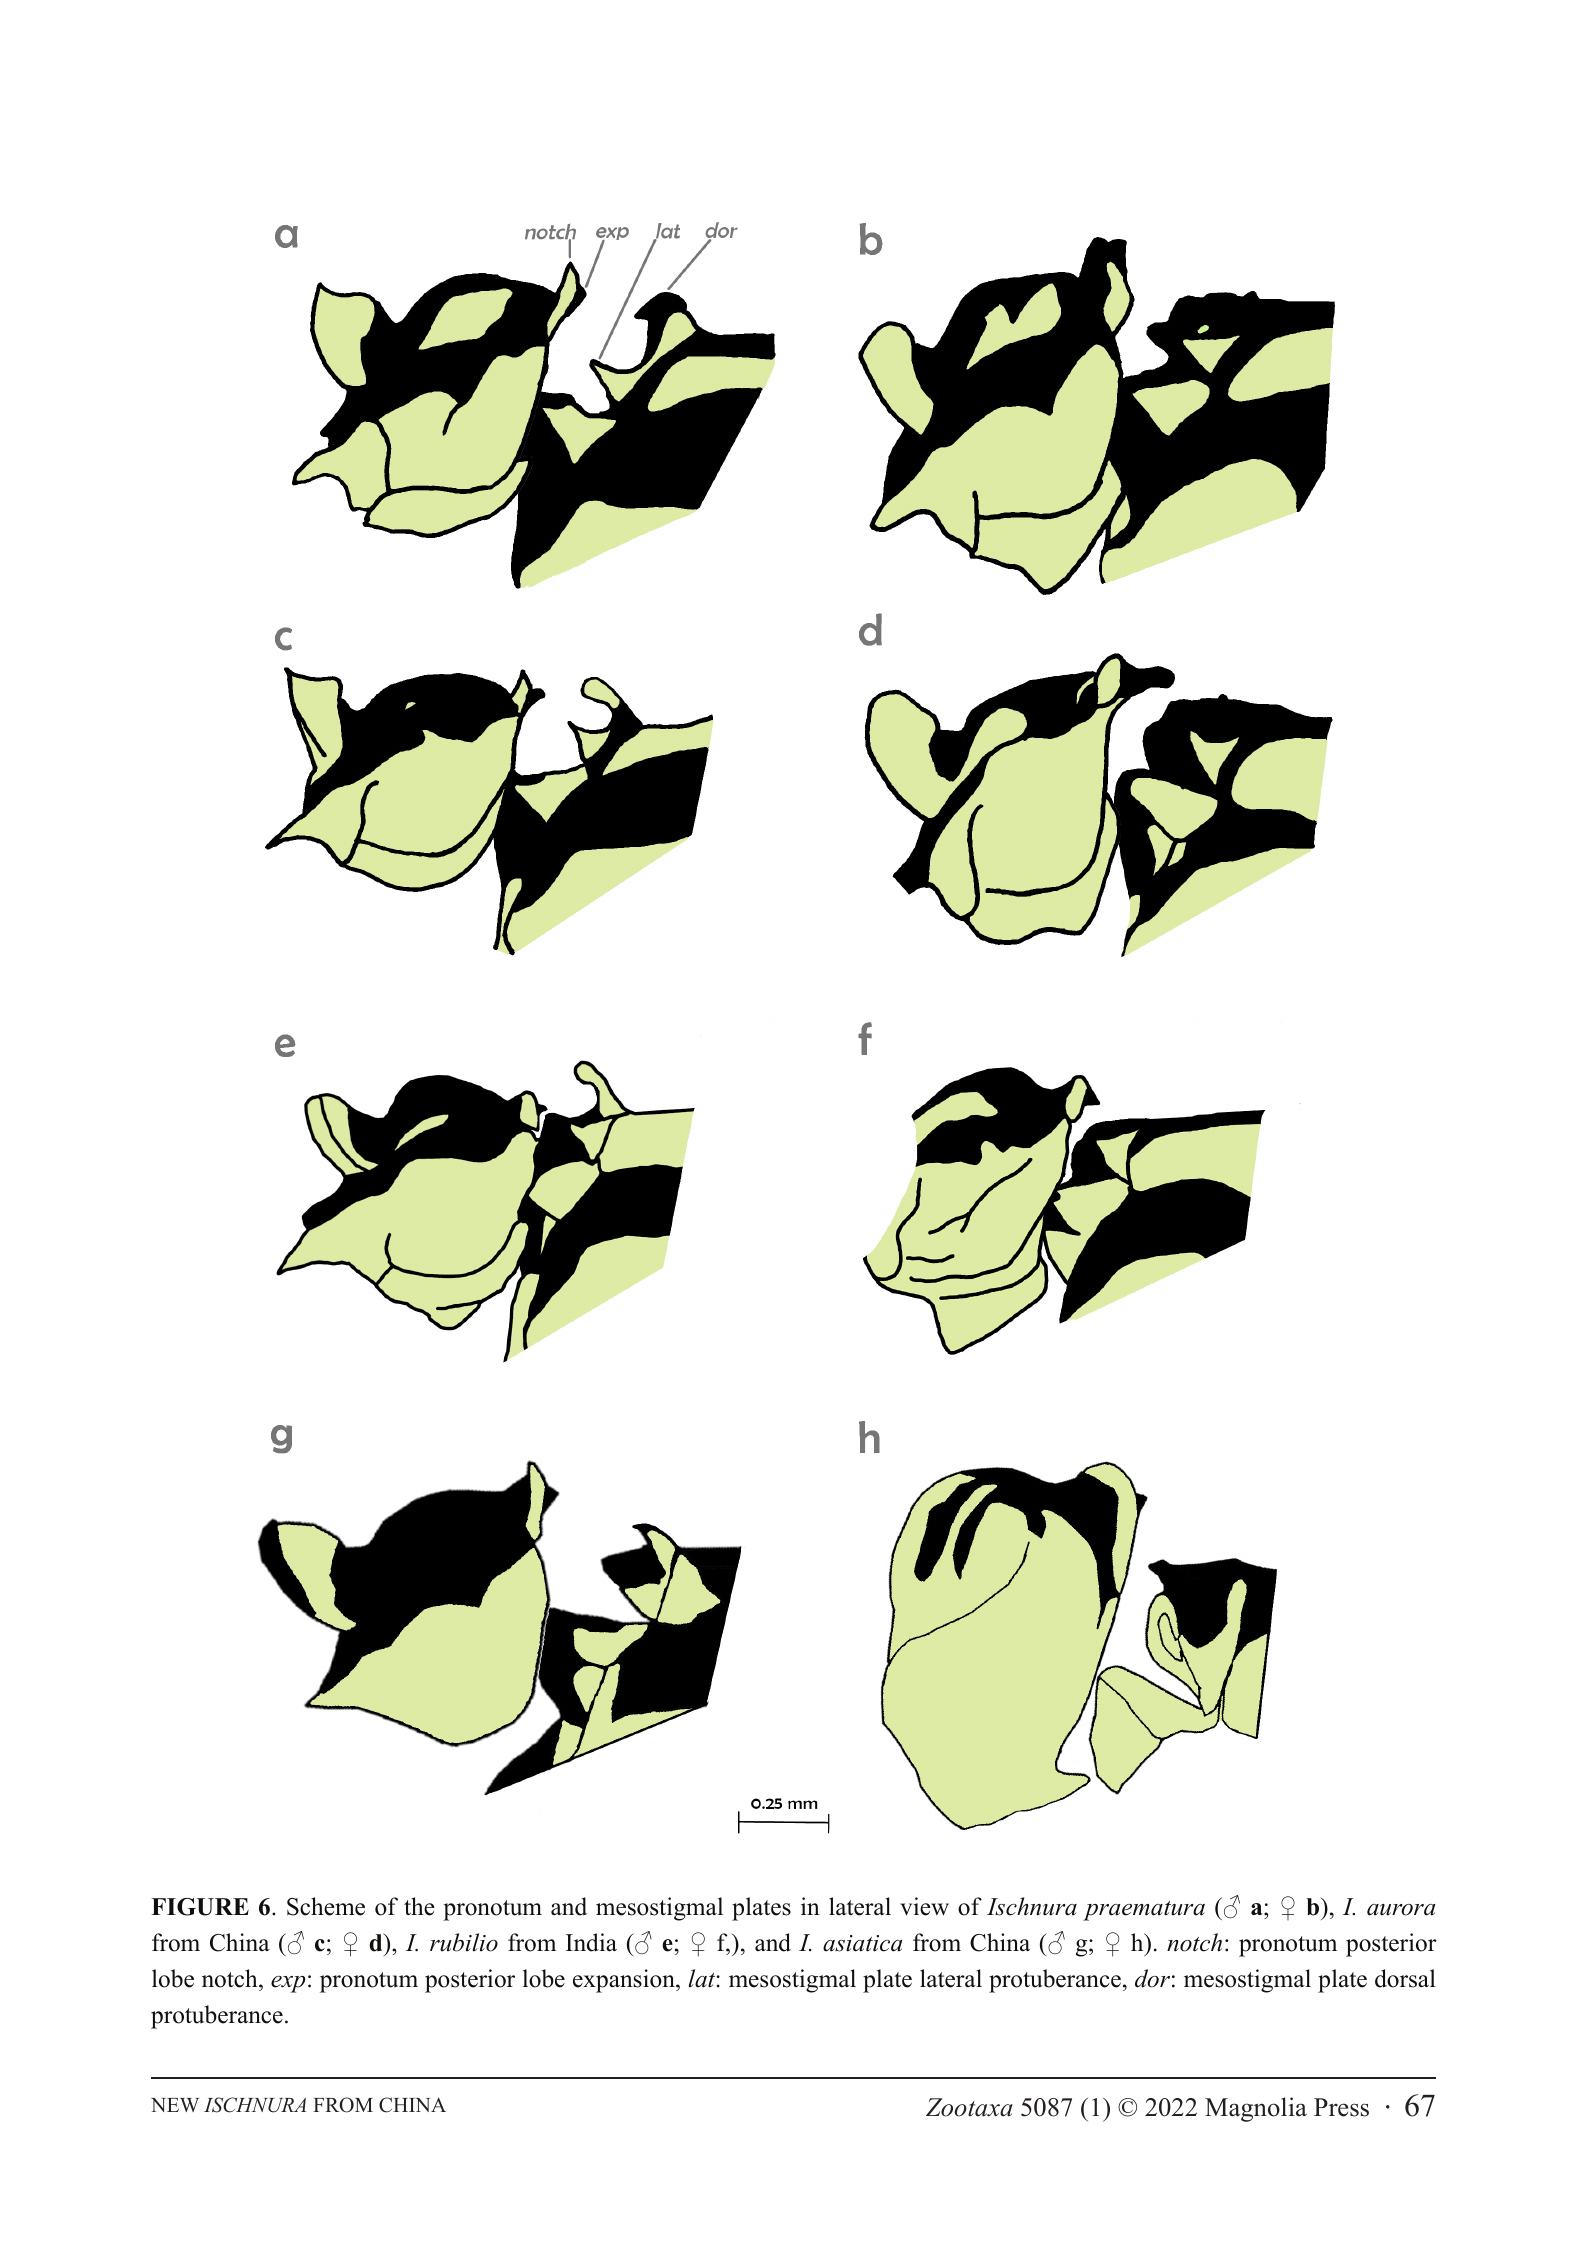 a
notch exp lat dor
b
c
d
e
f
g
h
0.25 mm
FIGURE 6. Scheme of the pronotum and mesostigmal plates in lateral view of Ischnura praematura (♂ a; ♀ b), I. aurora
from China (♂ c; ♀ d), I. rubilio from India (♂ e; ♀ f,), and I. asiatica from China (♂ g; ♀ h). notch: pronotum posterior
lobe notch, exp: pronotum posterior lobe expansion, lat: mesostigmal plate lateral protuberance, dor: mesostigmal plate dorsal
protuberance.
NEW ISCHNURA FROM CHINA
Zootaxa 5087 (1) © 2022 Magnolia Press · 67